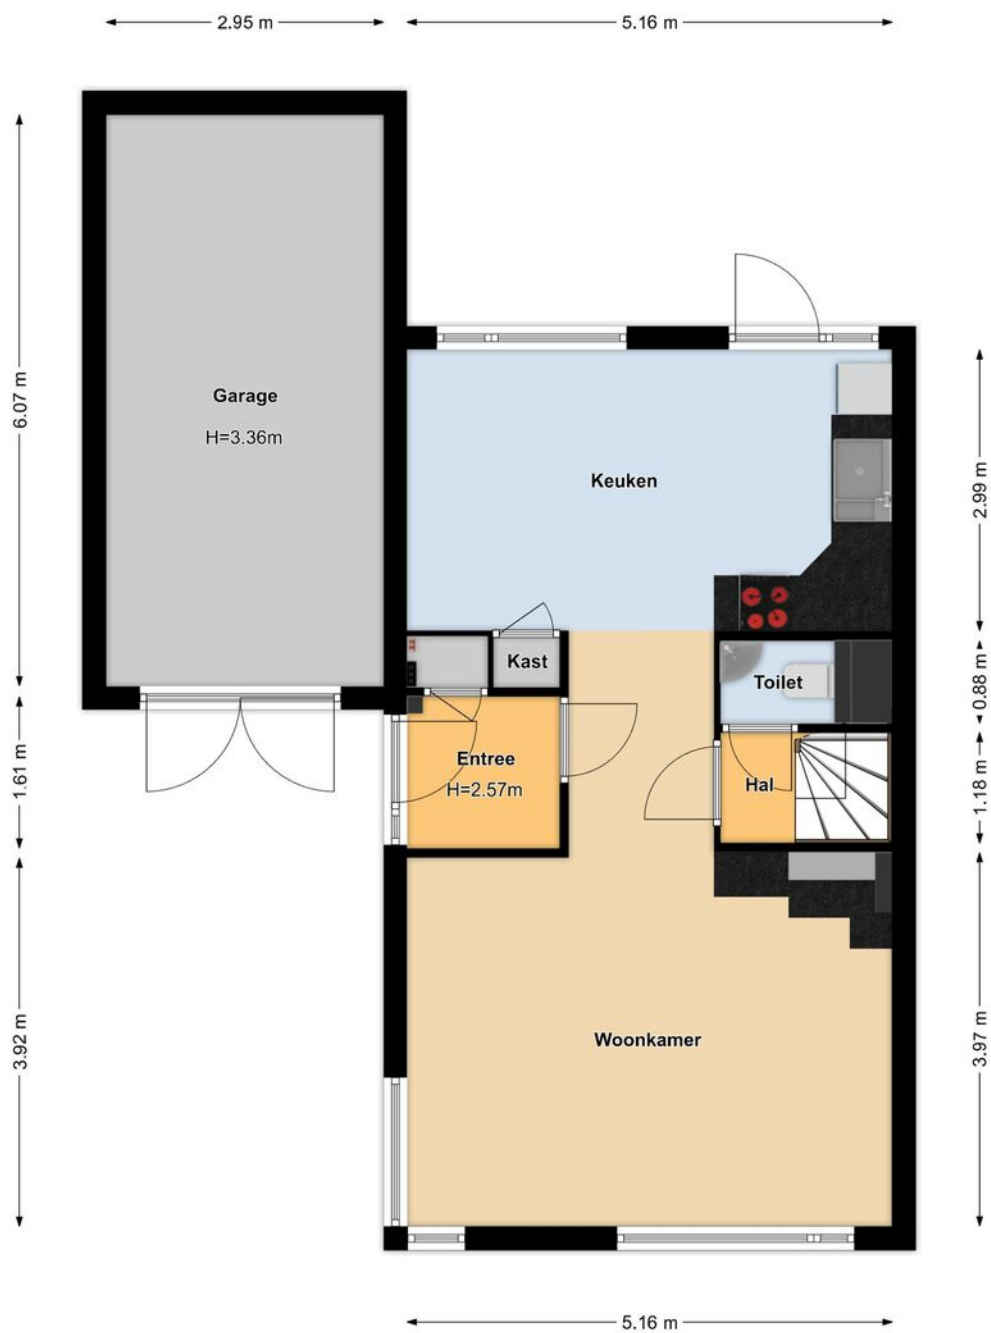 2.95 m
5.16 m
6.07 m
Garage
H=3.36m
Keuken
2.99 m
Kast
Toilet
0.88 m
1.61 m
Entree
H=2.57m
Hal
1.18 m
3.92 m
Woonkamer
3.97 m
5.16 m